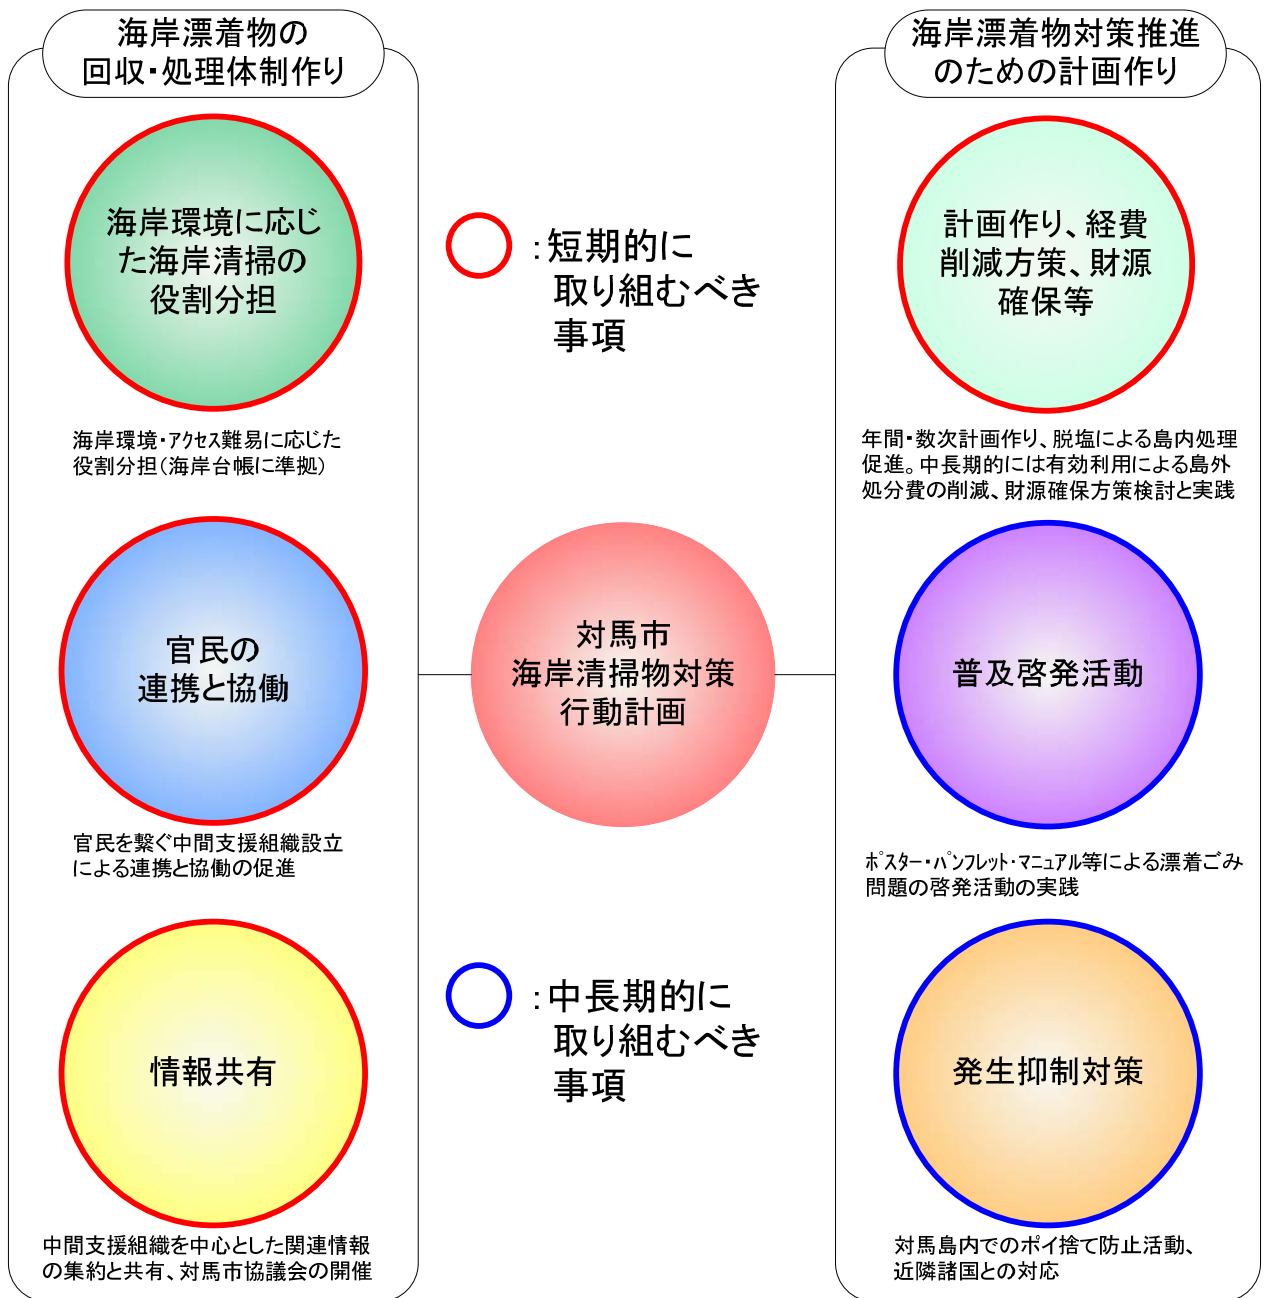 海岸漂着物の
回収・処理体制作り
海岸環境に応じ
た海岸清掃の
役割分担
海岸環境・アクセス難易に応じた
役割分担(海岸台帳に準拠)
官民の
連携と協働
官民を繋ぐ中間支援組織設立
による連携と協働の促進
情報共有
中間支援組織を中心とした関連情報
の集約と共有、対馬市協議会の開催
:短期的に
取り組むべき
事項
対馬市
海岸清掃物対策
行動計画
:中長期的に
取り組むべき
事項
海岸漂着物対策推進
のための計画作り
計画作り、経費
削減方策、財源
確保等
年間・数次計画作り、脱塩による島内処理
促進。中長期的には有効利用による島外
処分費の削減、財源確保方策検討と実践
普及啓発活動
ポスター・パンフレット・マニュアル等による漂着ごみ
問題の啓発活動の実践
発生抑制対策
対馬島内でのポイ捨て防止活動、
近隣諸国との対応